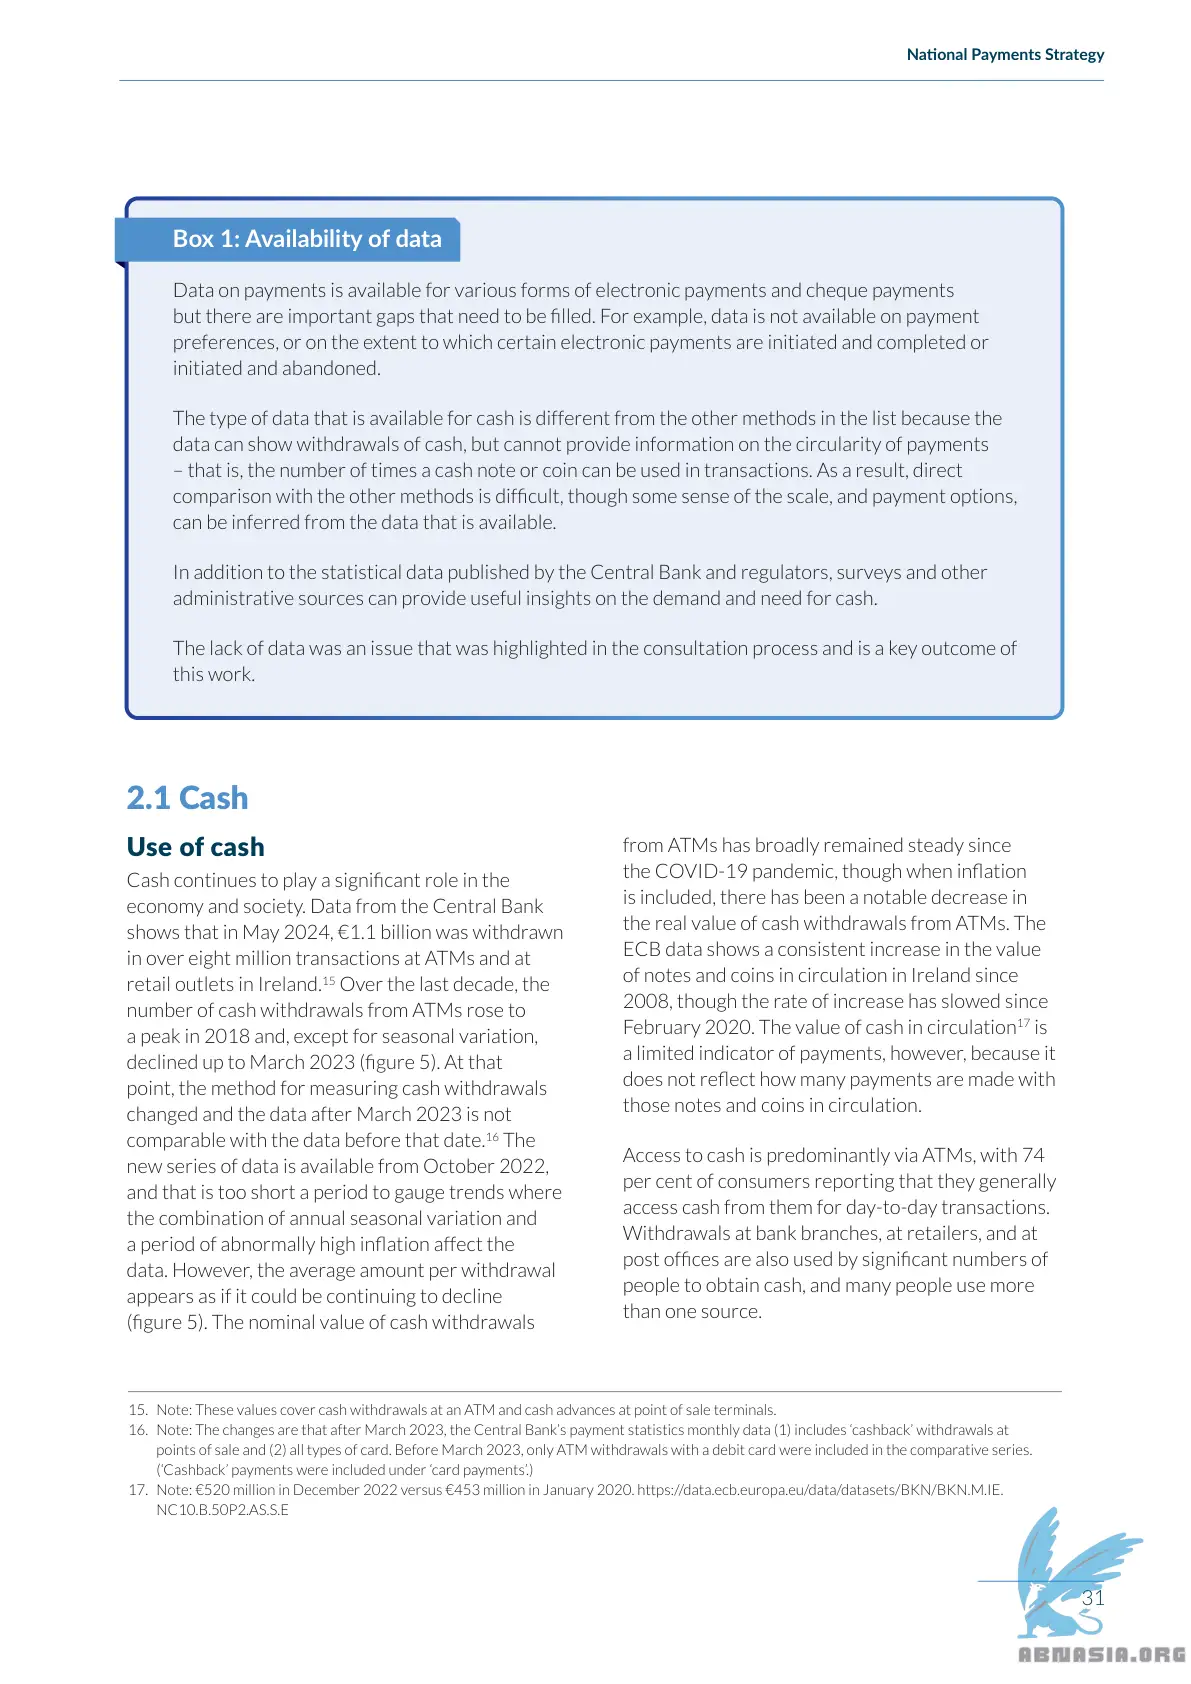 National Payments Strategy
Box 1: Availability of data
Data on payments is available for various forms of electronic payments and cheque payments
but there are important gaps that need to be filled. For example, data is not available on payment
preferences, or on the extent to which certain electronic payments are initiated and completed or
initiated and abandoned.
The type of data that is available for cash is different from the other methods in the list because the
data can show withdrawals of cash, but cannot provide information on the circularity of payments
– that is, the number of times a cash note or coin can be used in transactions. As a result, direct
comparison with the other methods is difficult, though some sense of the scale, and payment options,
can be inferred from the data that is available.
In addition to the statistical data published by the Central Bank and regulators, surveys and other
administrative sources can provide useful insights on the demand and need for cash.
The lack of data was an issue that was highlighted in the consultation process and is a key outcome of
this work.
2.1 Cash
Use of cash
Cash continues to play a significant role in the
economy and society. Data from the Central Bank
shows that in May 2024, €1.1 billion was withdrawn
in over eight million transactions at ATMs and at
retail outlets in Ireland.15 Over the last decade, the
number of cash withdrawals from ATMs rose to
a peak in 2018 and, except for seasonal variation,
declined up to March 2023 (figure 5). At that
point, the method for measuring cash withdrawals
changed and the data after March 2023 is not
comparable with the data before that date.16 The
new series of data is available from October 2022,
and that is too short a period to gauge trends where
the combination of annual seasonal variation and
a period of abnormally high inflation affect the
data. However, the average amount per withdrawal
appears as if it could be continuing to decline
(figure 5). The nominal value of cash withdrawals
from ATMs has broadly remained steady since
the COVID-19 pandemic, though when inflation
is included, there has been a notable decrease in
the real value of cash withdrawals from ATMs. The
ECB data shows a consistent increase in the value
of notes and coins in circulation in Ireland since
2008, though the rate of increase has slowed since
February 2020. The value of cash in circulation17 is
a limited indicator of payments, however, because it
does not reflect how many payments are made with
those notes and coins in circulation.
Access to cash is predominantly via ATMs, with 74
per cent of consumers reporting that they generally
access cash from them for day-to-day transactions.
Withdrawals at bank branches, at retailers, and at
post offices are also used by significant numbers of
people to obtain cash, and many people use more
than one source.
15. Note: These values cover cash withdrawals at an ATM and cash advances at point of sale terminals.
16. Note: The changes are that after March 2023, the Central Bank's payment statistics monthly data (1) includes 'cashback' withdrawals at
points of sale and (2) all types of card. Before March 2023, only ATM withdrawals with a debit card were included in the comparative series.
('Cashback' payments were included under 'card payments'.)
17. Note: €520 million in December 2022 versus €453 million in January 2020. https://data.ecb.europa.eu/data/datasets/BKN/BKN.M.IE.
NC10.B.50P2.AS.S.E
31
ABNASIA.ORG